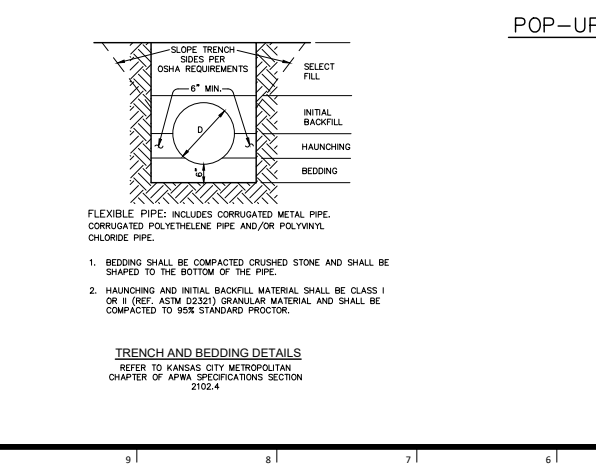 POP-UP
SLOPE TRENCH
SIDES PER
OSHA REQUIREMENTS
SELECT
FILL
6" MIN.
INITIAL
BACKFILL
D
HAUNCHING
6"
BEDDING
FLEXIBLE PIPE: INCLUDES CORRUGATED METAL PIPE.
CORRUGATED POLYETHELENE PIPE AND/OR POLYVINYL
CHLORIDE PIPE.
1. BEDDING SHALL BE COMPACTED CRUSHED STONE AND SHALL BE
SHAPED TO THE BOTTOM OF THE PIPE.
2. HAUNCHING AND INITIAL BACKFILL MATERIAL SHALL BE CLASS I
OR II (REF. ASTM D2321) GRANULAR MATERIAL AND SHALL BE
COMPACTED TO 95% STANDARD PROCTOR.
TRENCH AND BEDDING DETAILS
REFER TO KANSAS CITY METROPOLITAN
CHAPTER OF APWA SPECIFICATIONS SECTION
2102.4
9 8 7 6